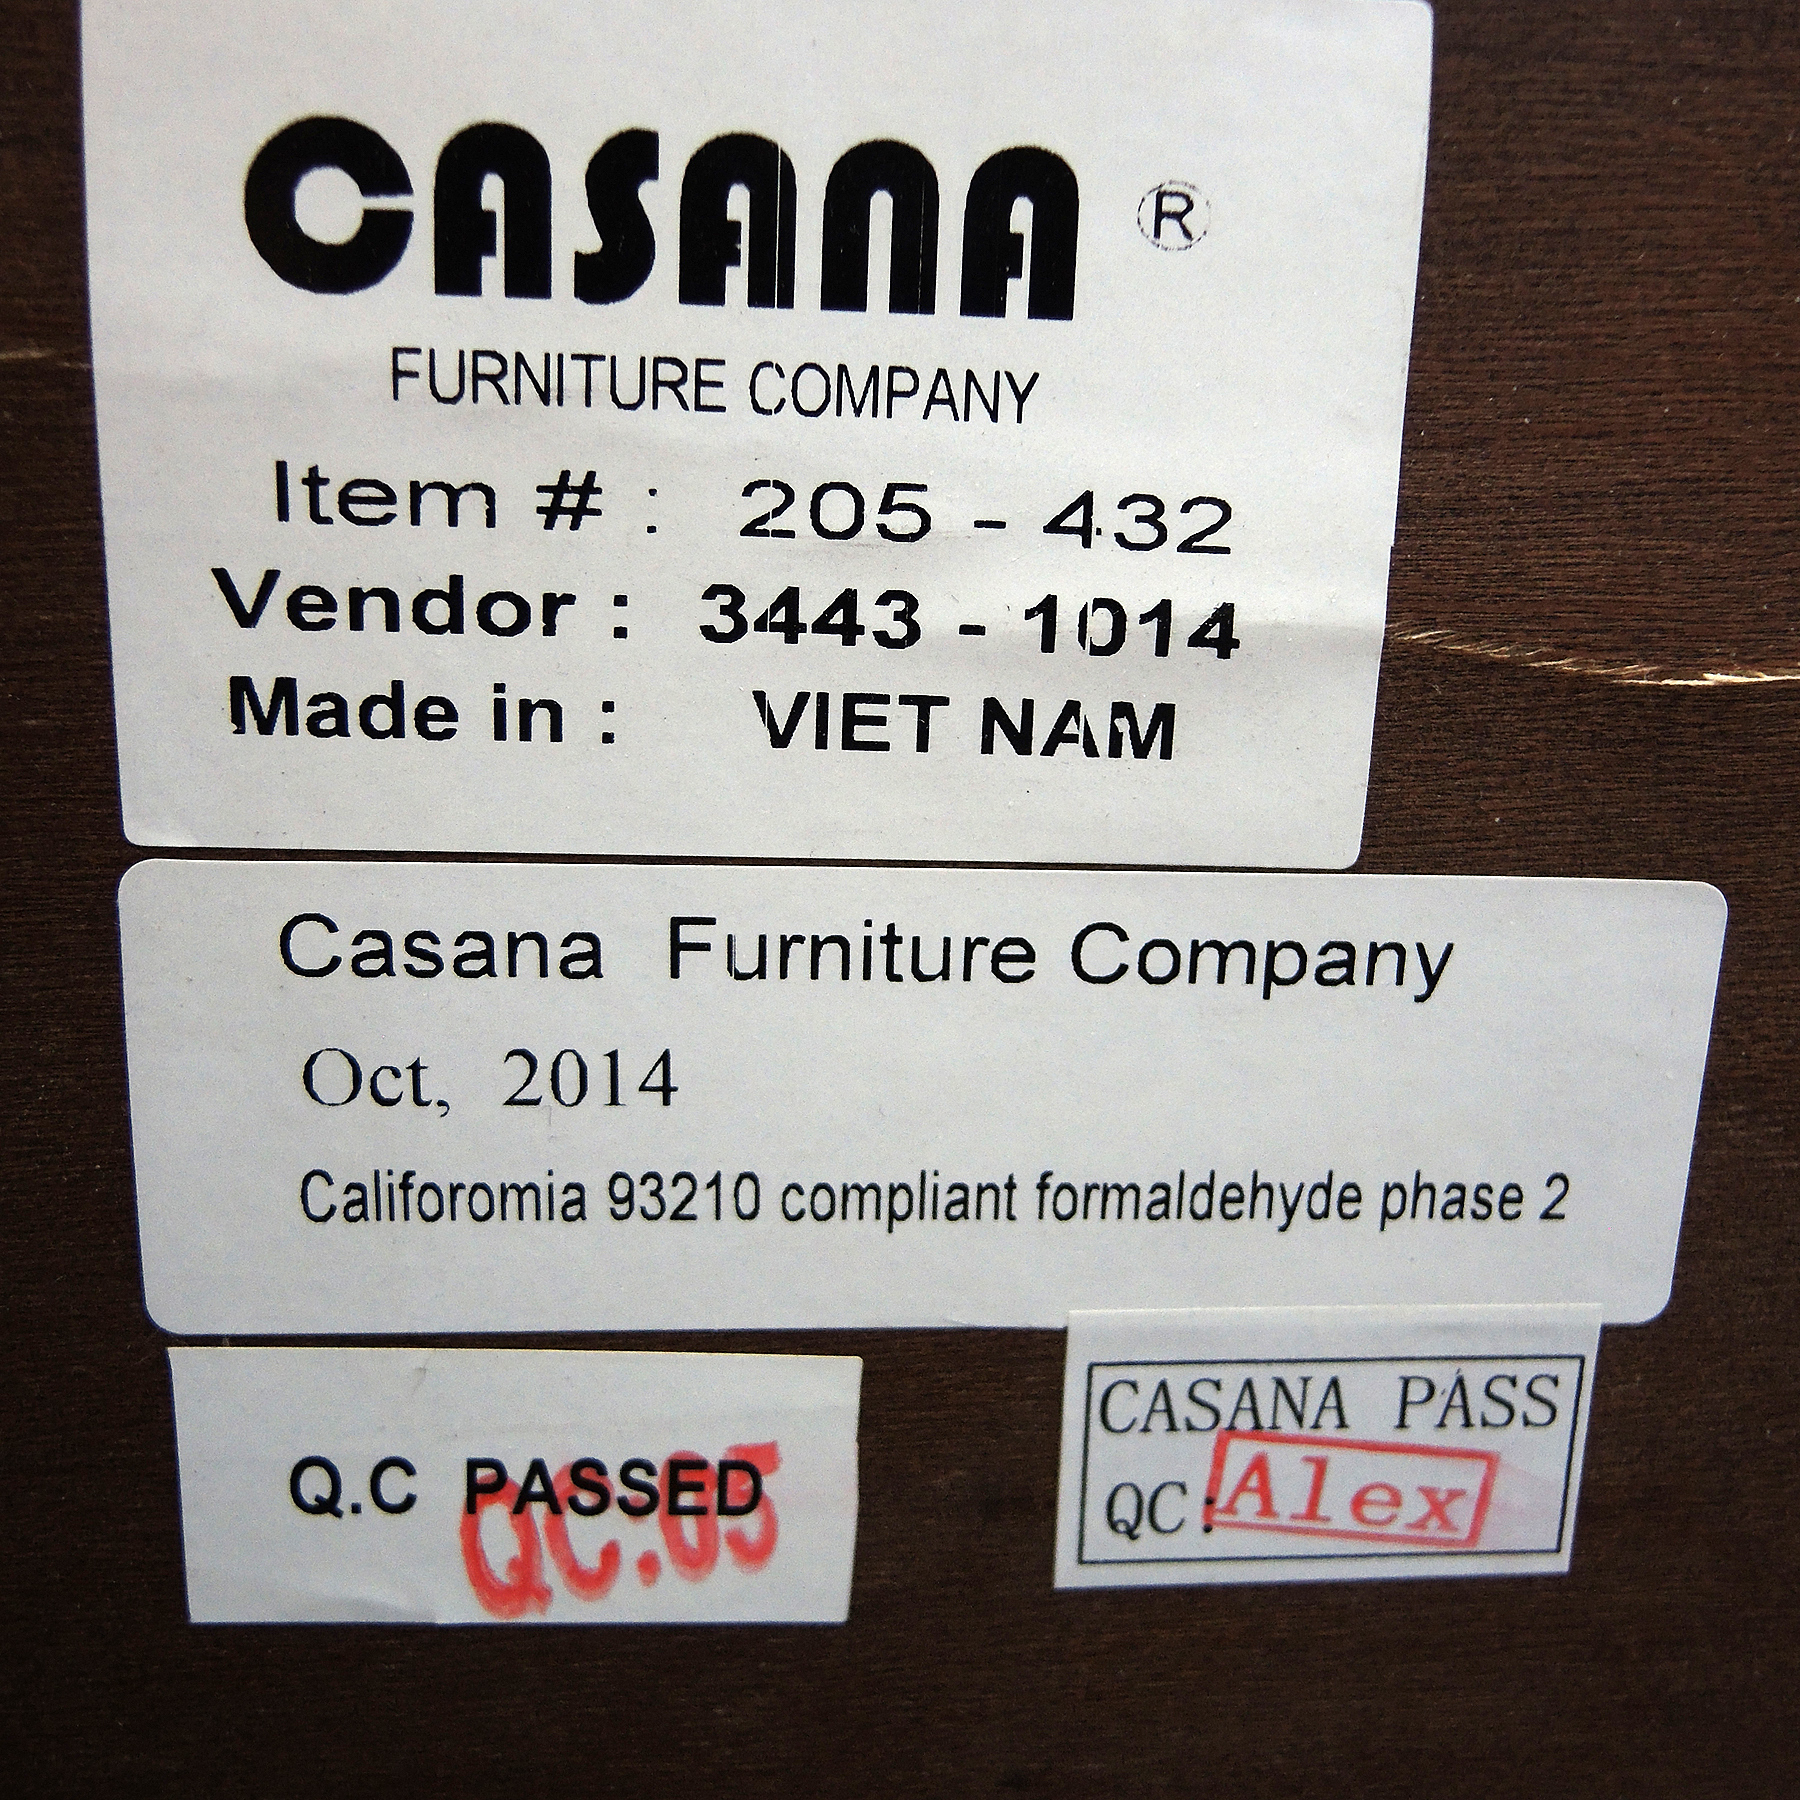 CASANA ®
FURNITURE COMPANY
Item # : 205 - 432
Vendor : 3443 - 1014
Made in : VIET NAM
Casana Furniture Company
Oct, 2014
Califoromia 93210 compliant formaldehyde phase 2
Q.C PASSED
QC:05
CASANA PASS
QC: Alex